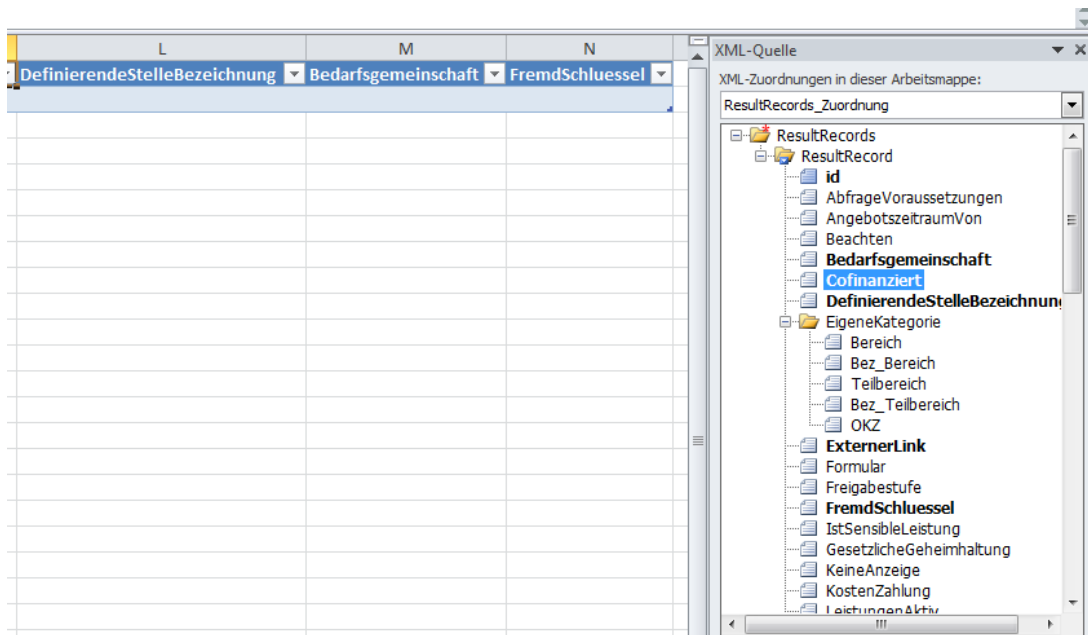 L M N
DefinierendeStelleBezeichnung Bedarfsgemeinschaft FremdSchluessel
XML-Quelle
XML-Zuordnungen in dieser Arbeitsmappe:
ResultRecords_Zuordnung
ResultRecords
ResultRecord
id
AbfrageVoraussetzungen
AngebotszeitraumVon
Beachten
Bedarfsgemeinschaft
Cofinanziert
DefinierendeStelleBezeichnung
EigeneKategorie
Bereich
Bez_Bereich
Teilbereich
Bez_Teilbereich
OKZ
ExternerLink
Formular
Freigabestufe
FremdSchluessel
IstSensibleLeistung
GesetzlicheGeheimhaltung
KeineAnzeige
KostenZahlung
LeistungenAktiv